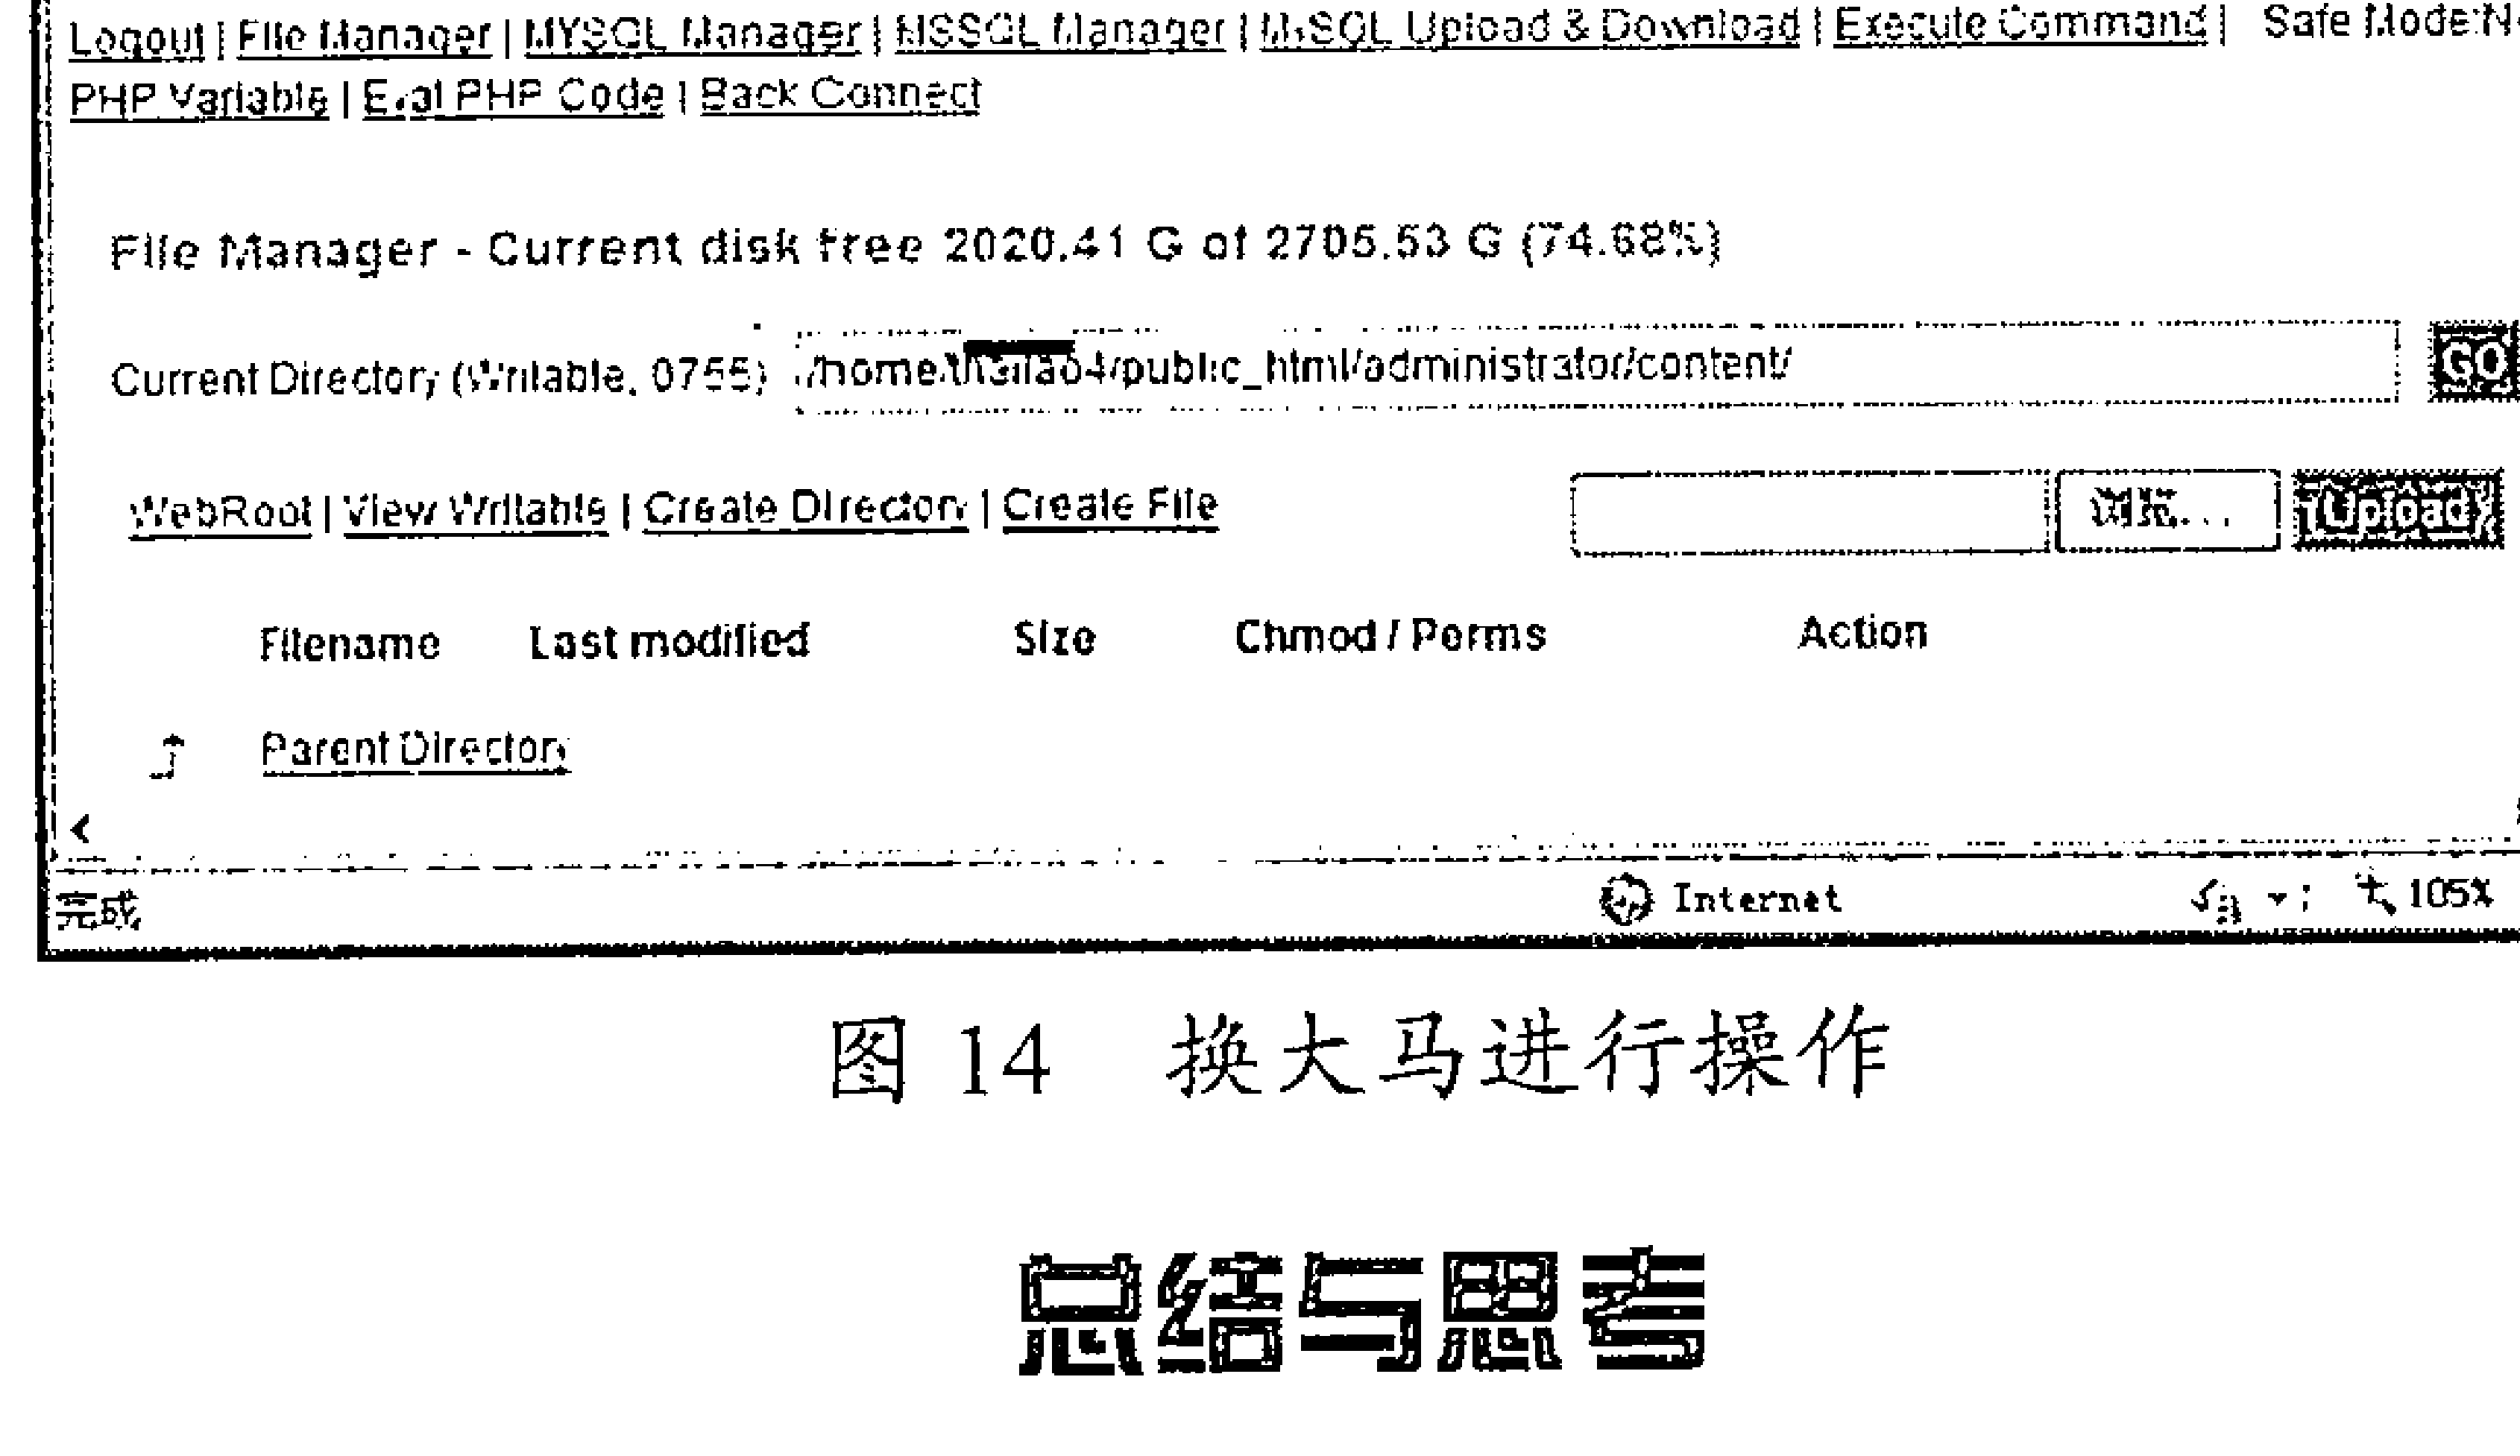 Logout | File Manager | MYSQL Manager | MSSQL Manager | MySQL Upload & Download | Execute Command | Safe Mode:N
PHP Variable | Eval PHP Code | Back Connect
File Manager - Current disk free 2020.41 G of 2705.53 G (74.68%)
Current Directory (Writable, 0755) /public_html/administrator/content/ GO
WebRoot | View Writable | Create Directory | Create File 浏览... Upload
Filename Last modified Size Chmod / Perms Action
Parent Directory
完成 Internet 105%
图 14 换大马进行操作
总结与思考